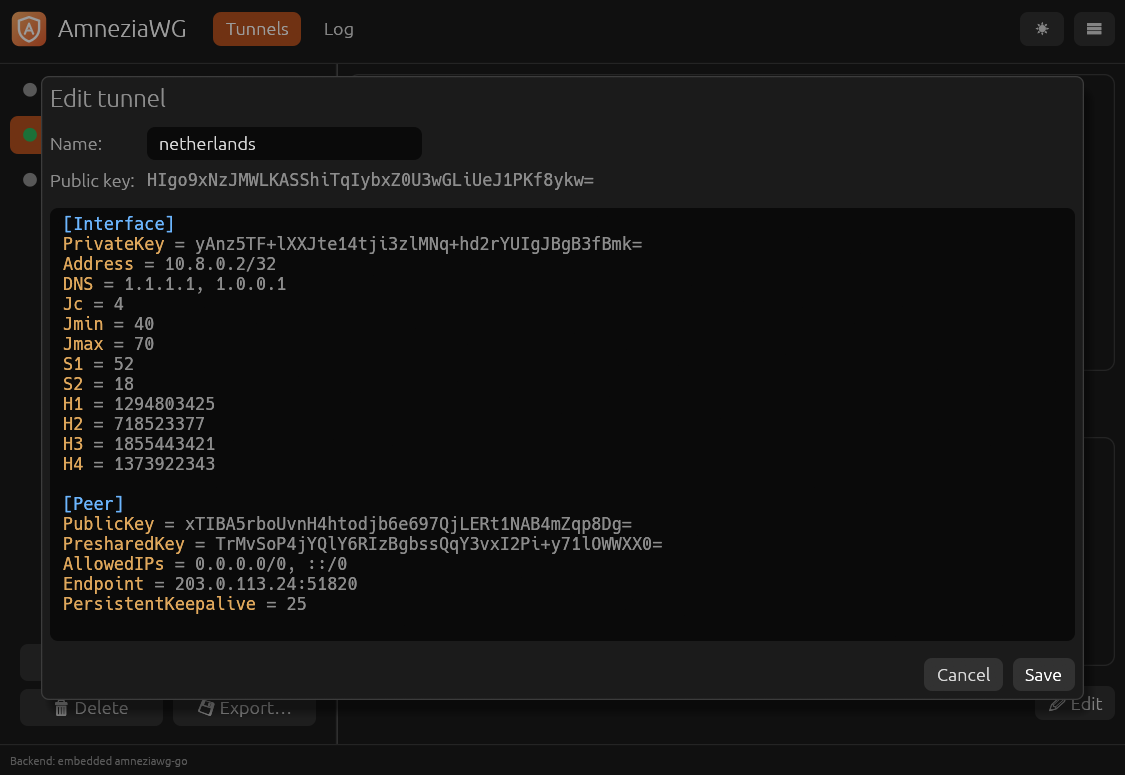 AmneziaWG
Tunnels
Log
Edit tunnel
Name:
netherlands
Public key:
HIgo9xNzJMWLKASShiTqIybxZ0U3wGLiUeJ1PKf8ykw=
[Interface]
PrivateKey = yAnz5TF+lXXJte14tji3zlMNq+hd2rYUIgJBgB3fBmk=
Address = 10.8.0.2/32
DNS = 1.1.1.1, 1.0.0.1
Jc = 4
Jmin = 40
Jmax = 70
S1 = 52
S2 = 18
H1 = 1294803425
H2 = 718523377
H3 = 1855443421
H4 = 1373922343
[Peer]
PublicKey = xTIBA5rboUvnH4htodjb6e697QjLERt1NAB4mZqp8Dg=
PresharedKey = TrMvSoP4jYQlY6RIzBgbssQqY3vxI2Pi+y71lOWWXX0=
AllowedIPs = 0.0.0.0/0, ::/0
Endpoint = 203.0.113.24:51820
PersistentKeepalive = 25
Cancel
Save
Delete
Export…
Edit
Backend: embedded amneziawg-go